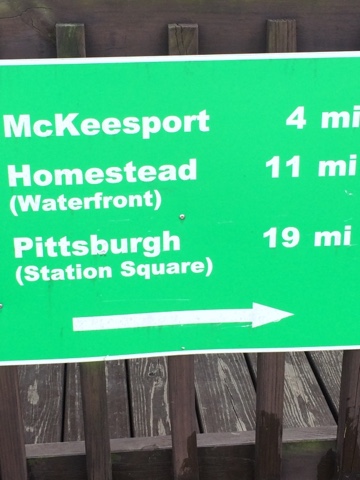 McKeesport 4 mi
Homestead 11 mi
(Waterfront)
Pittsburgh 19 mi
(Station Square)